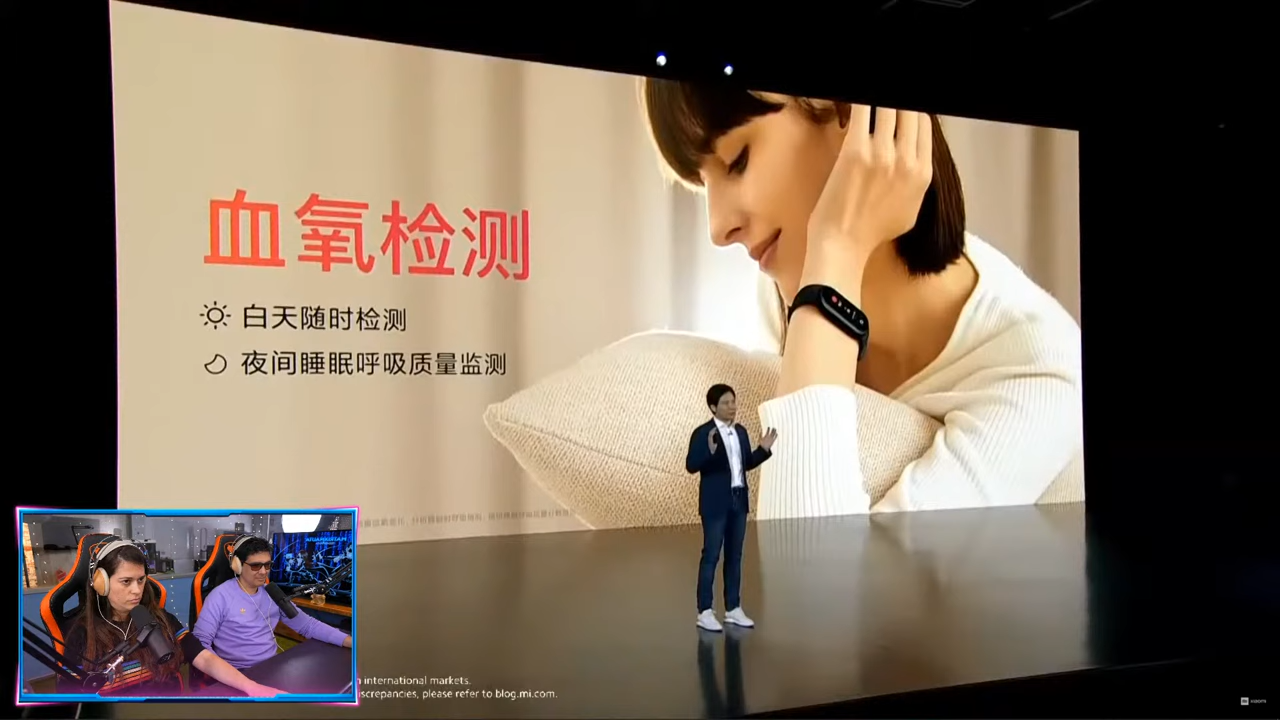 血氧检测
白天随时检测
夜间睡眠呼吸质量监测
international markets.
please refer to blog.mi.com.